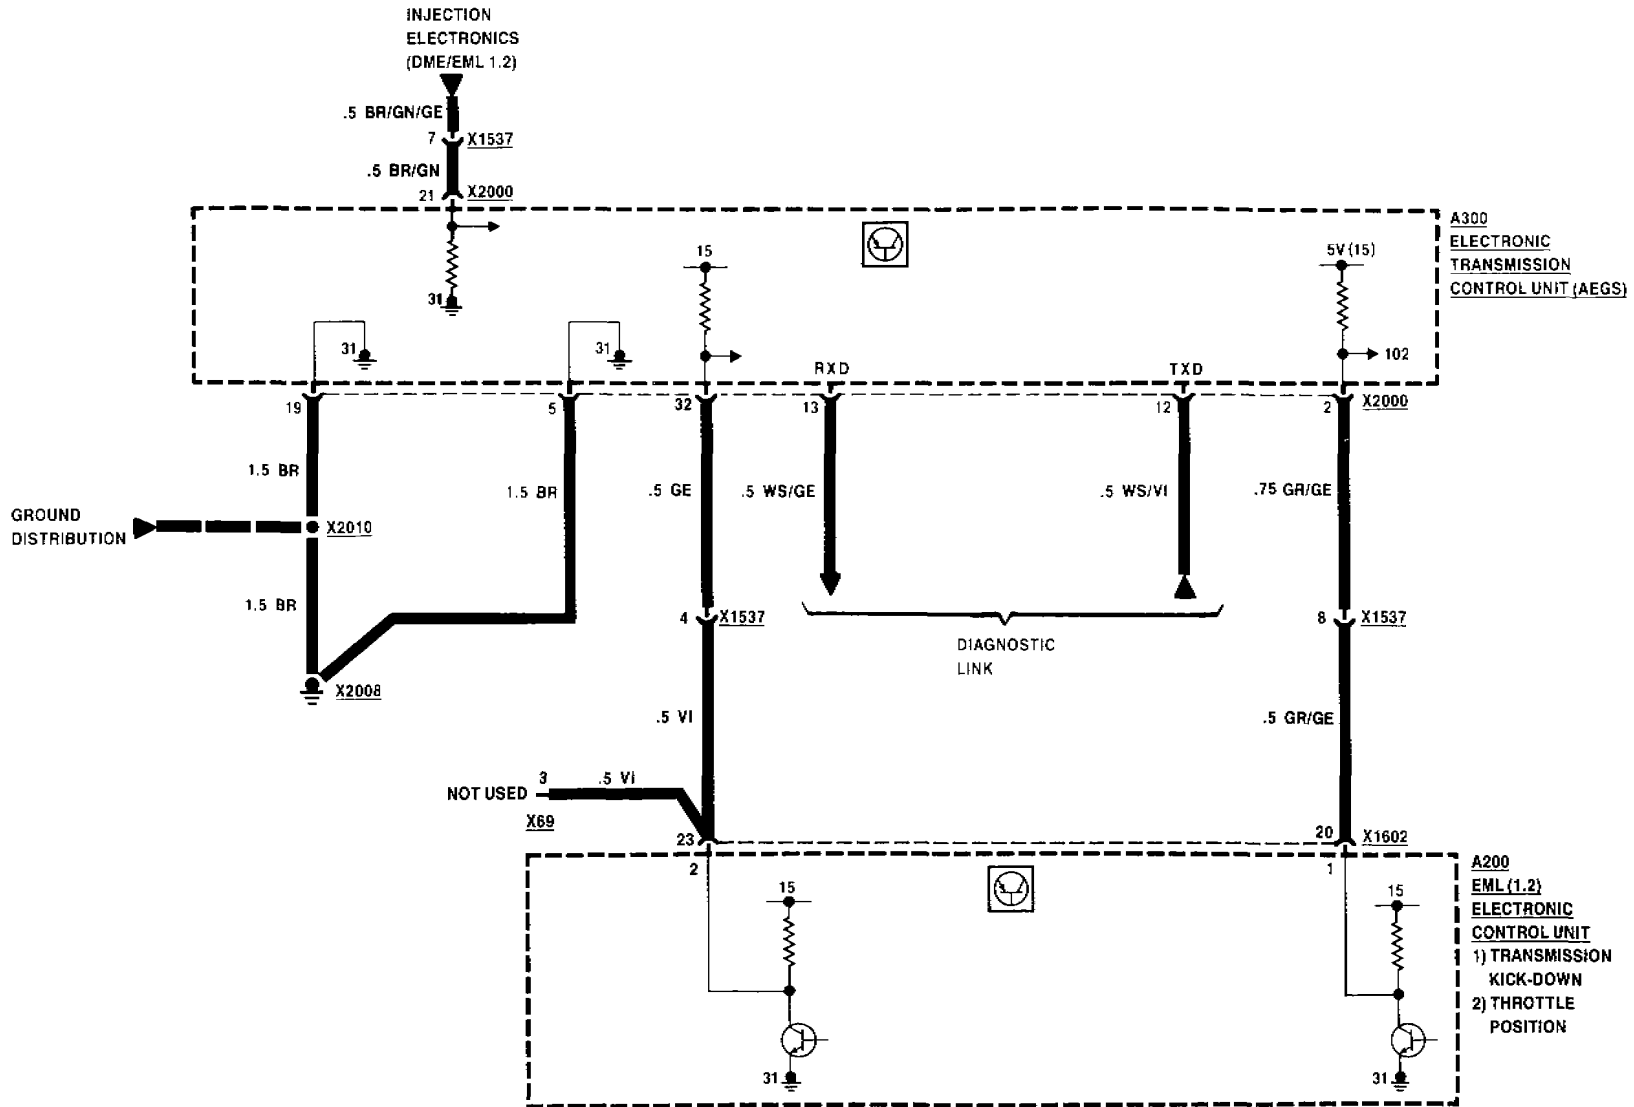 INJECTION
ELECTRONICS
(DME/EML 1.2)
.5 BR/GN/GE
7 X1537
.5 BR/GN
21 X2000
A300
ELECTRONIC
TRANSMISSION
CONTROL UNIT (AEGS)
15
5V (15)
31
31
31
102
RXD
TXD
19
5
32
13
12
2
X2000
1.5 BR
1.5 BR
.5 GE
.5 WS/GE
.5 WS/VI
.75 GR/GE
GROUND
DISTRIBUTION
X2010
1.5 BR
4 X1537
8 X1537
DIAGNOSTIC
LINK
X2008
.5 VI
.5 GR/GE
NOT USED
3
.5 VI
X69
23
20
X1602
2
1
A200
EML (1.2)
ELECTRONIC
CONTROL UNIT
1) TRANSMISSION
KICK-DOWN
2) THROTTLE
POSITION
15
15
31
31